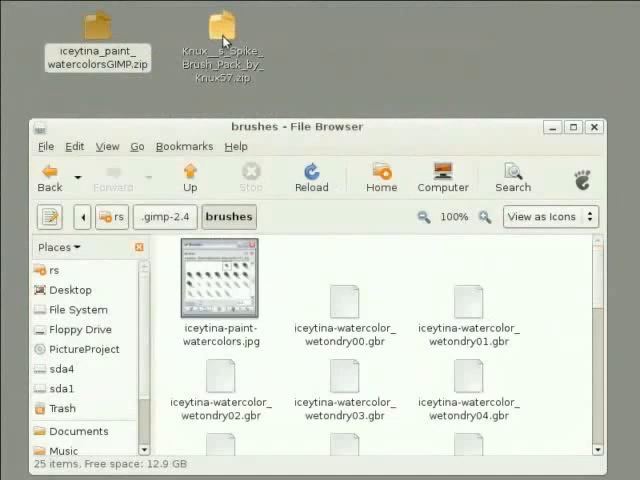 iceytina_paint_
watercolorsGIMP.zip
Knux__s_Spike_
Brush_Pack_by_
Knux57.zip
brushes - File Browser
File Edit View Go Bookmarks Help
Back Forward Up Stop Reload Home Computer Search
rs .gimp-2.4 brushes 100% View as Icons
Places
rs
Desktop
File System
Floppy Drive
PictureProject
sda4
sda1
Trash
Documents
Music
iceytina-paint-
watercolors.jpg
iceytina-watercolor_
wetondry00.gbr
iceytina-watercolor_
wetondry01.gbr
iceytina-watercolor_
wetondry02.gbr
iceytina-watercolor_
wetondry03.gbr
iceytina-watercolor_
wetondry04.gbr
25 items, Free space: 12.9 GB